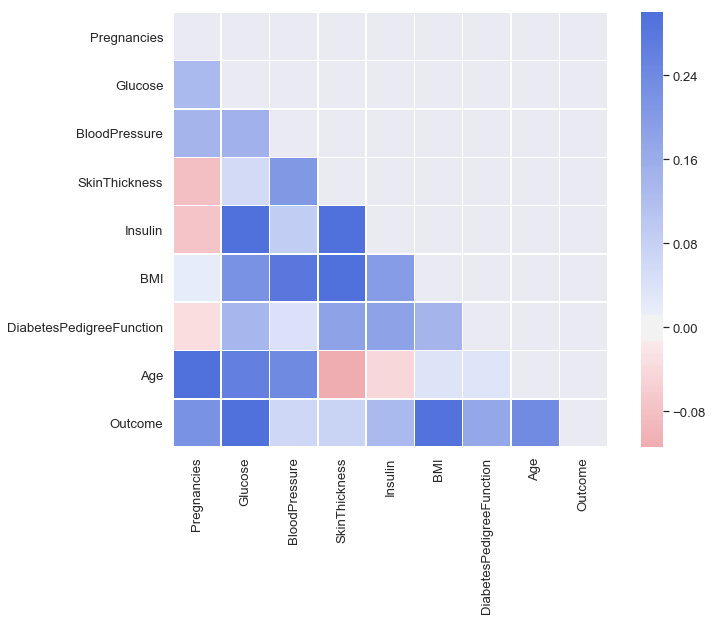 Pregnancies
Glucose
BloodPressure
SkinThickness
Insulin
BMI
DiabetesPedigreeFunction
Age
Outcome
Pregnancies
Glucose
BloodPressure
SkinThickness
Insulin
BMI
DiabetesPedigreeFunction
Age
Outcome
0.24
0.16
0.08
0.00
−0.08